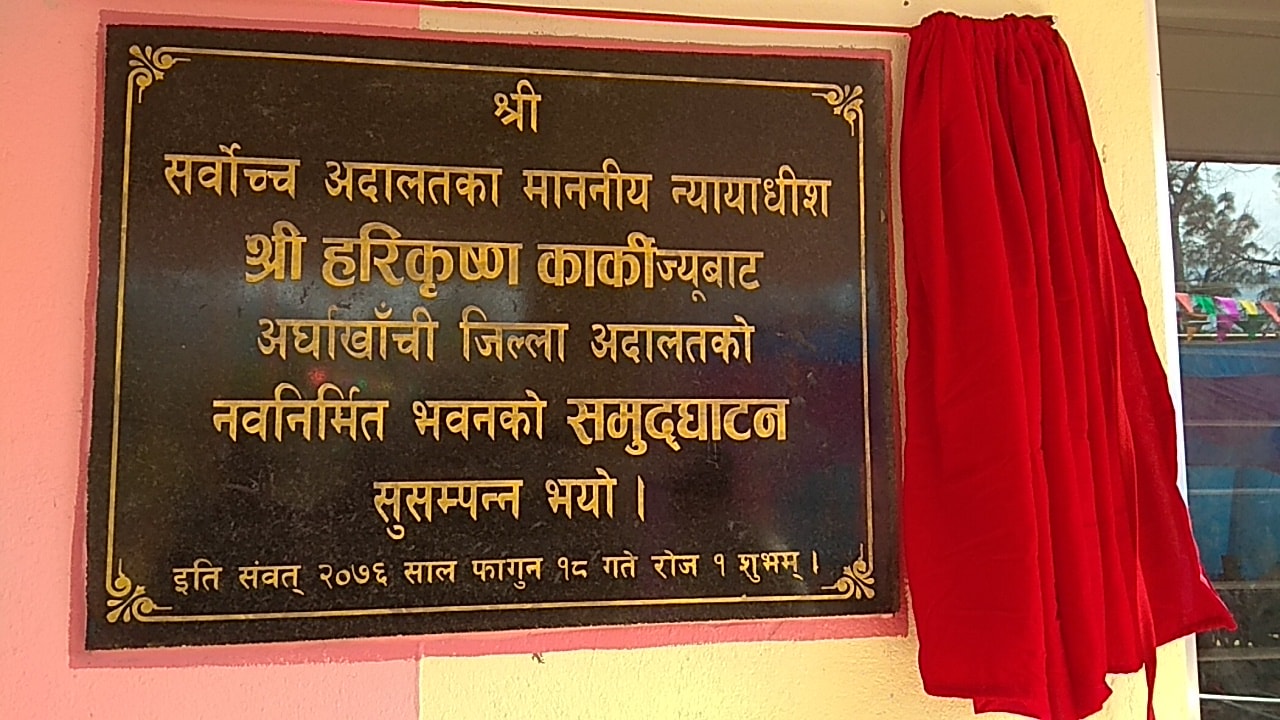 श्री
सर्वोच्च अदालतका माननीय न्यायाधीश
श्री हरिकृष्ण कार्कीज्यूबाट
अर्घाखाँची जिल्ला अदालतको
नवनिर्मित भवनको समुद्घाटन
सुसम्पन्न भयो ।
इति संवत् २०७६ साल फागुन १८ गते रोज १ शुभम् ।